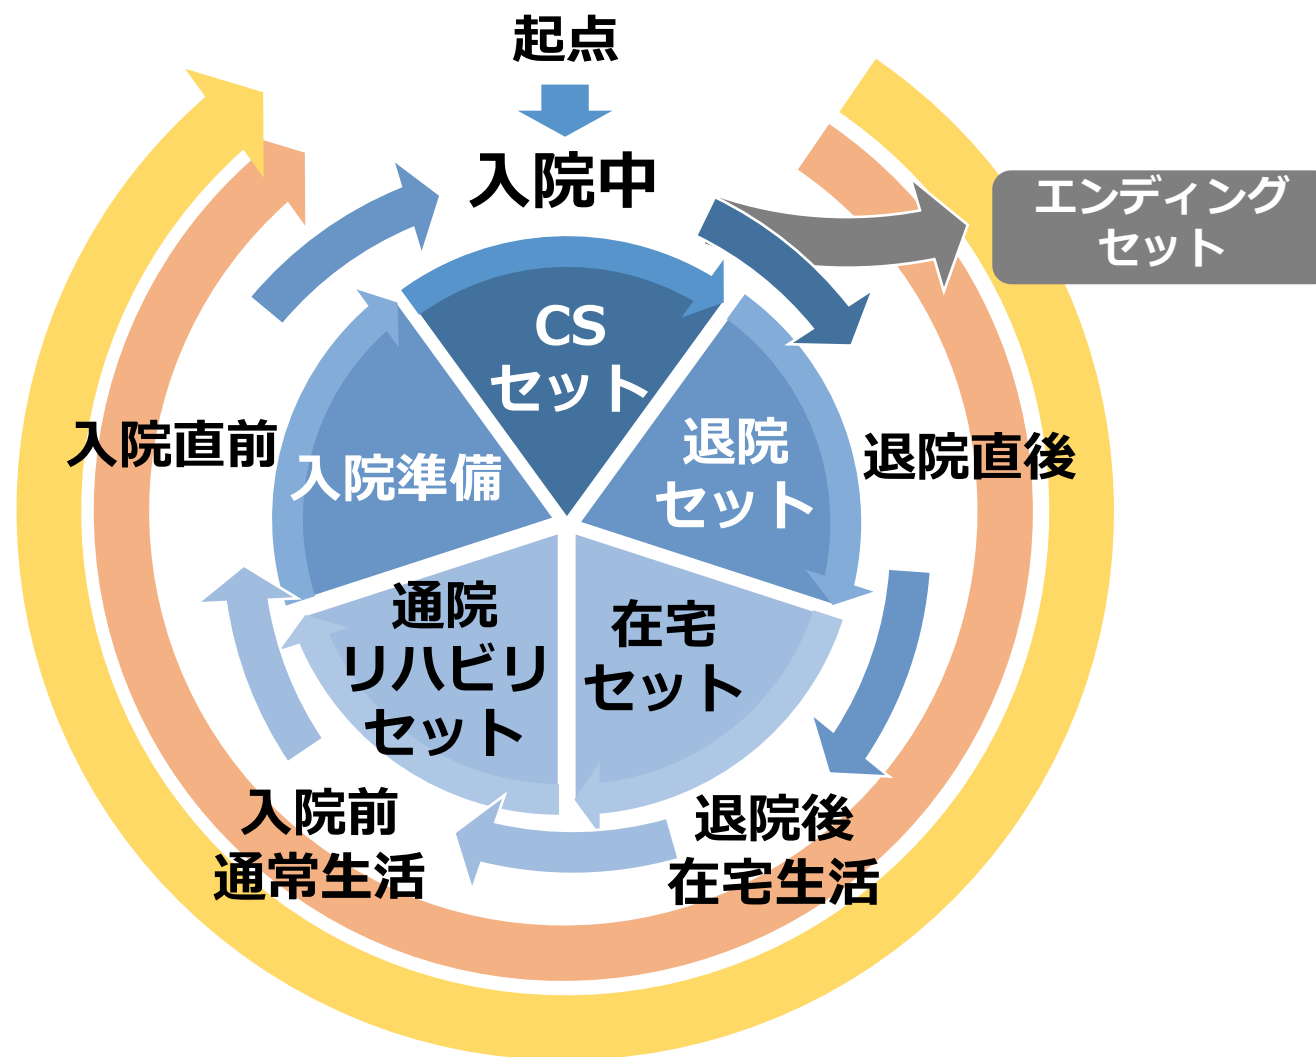 起点
入院中
エンディング
セット
CS
セット
退院
セット
退院直後
入院直前
入院準備
通院
リハビリ
セット
在宅
セット
入院前
通常生活
退院後
在宅生活